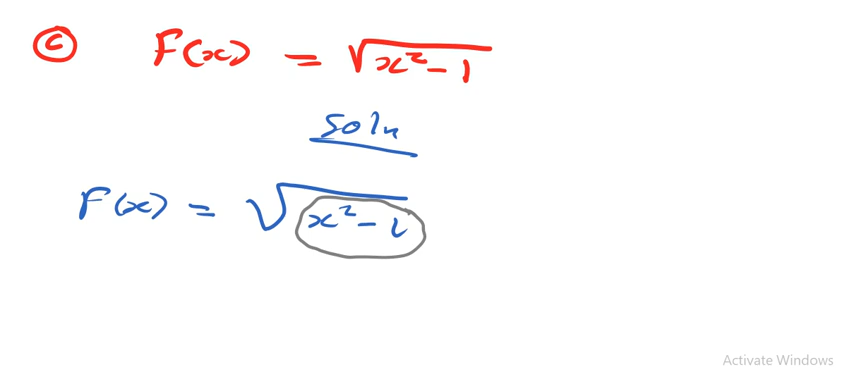 (c) F(x) = √(x² - 1)
soln
F(x) = √(x² - 1)
Activate Windows